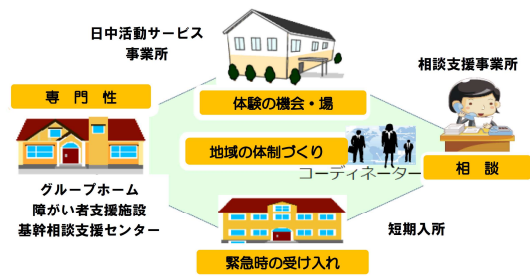 日中活動サービス
事業所
相談支援事業所
専門性
体験の機会・場
地域の体制づくり
コーディネーター
相談
グループホーム
障がい者支援施設
基幹相談支援センター
短期入所
緊急時の受け入れ